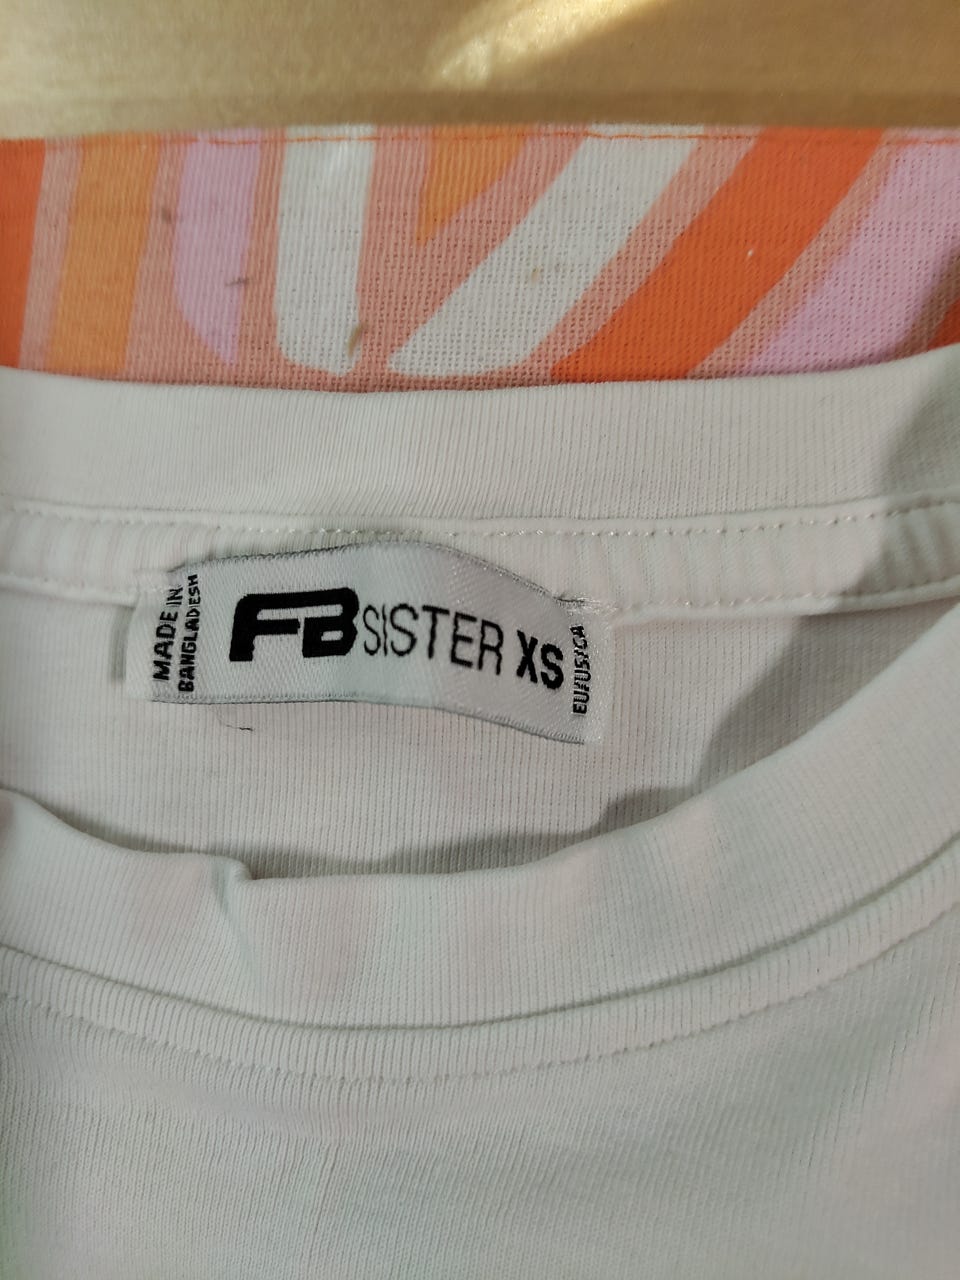 MADE IN
BANGLADESH
FB SISTER XS
EU/US/CA